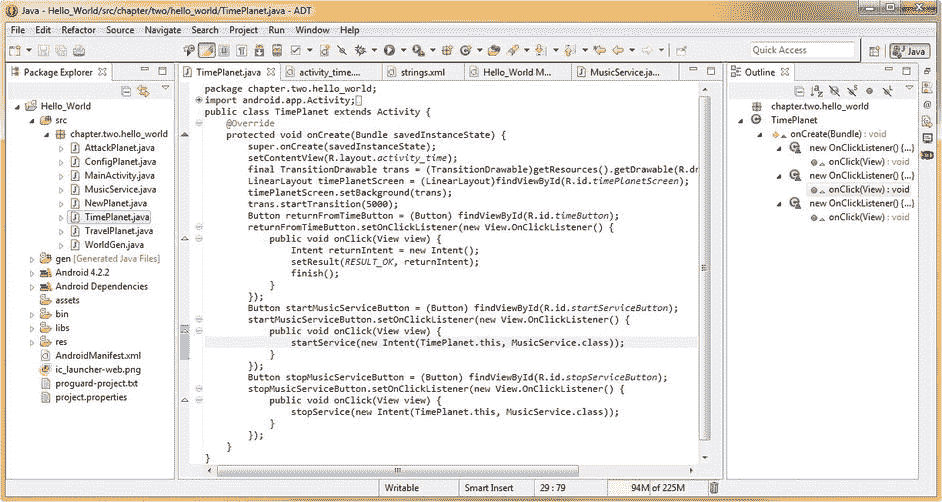 Java - Hello_World/src/chapter/two/hello_world/TimePlanet.java - ADT
File Edit Refactor Source Navigate Search Project Run Window Help
Quick Access
Java
Package Explorer
Hello_World
src
chapter.two.hello_world
AttackPlanet.java
ConfigPlanet.java
MainActivity.java
MusicService.java
NewPlanet.java
TimePlanet.java
TravelPlanet.java
WorldGen.java
gen [Generated Java Files]
Android 4.2.2
Android Dependencies
assets
bin
libs
res
AndroidManifest.xml
ic_launcher-web.png
proguard-project.txt
project.properties
TimePlanet.java
activity_time....
strings.xml
Hello_World M...
MusicService.ja...
package chapter.two.hello_world;
import android.app.Activity;
public class TimePlanet extends Activity {
@Override
protected void onCreate(Bundle savedInstanceState) {
super.onCreate(savedInstanceState);
setContentView(R.layout.activity_time);
final TransitionDrawable trans = (TransitionDrawable)getResources().getDrawable(R.dr
LinearLayout timePlanetScreen = (LinearLayout)findViewById(R.id.timePlanetScreen);
timePlanetScreen.setBackground(trans);
trans.startTransition(5000);
Button returnFromTimeButton = (Button) findViewById(R.id.timeButton);
returnFromTimeButton.setOnClickListener(new View.OnClickListener() {
public void onClick(View view) {
Intent returnIntent = new Intent();
setResult(RESULT_OK, returnIntent);
finish();
}
});
Button startMusicServiceButton = (Button) findViewById(R.id.startServiceButton);
startMusicServiceButton.setOnClickListener(new View.OnClickListener() {
public void onClick(View view) {
startService(new Intent(TimePlanet.this, MusicService.class));
}
});
Button stopMusicServiceButton = (Button) findViewById(R.id.stopServiceButton);
stopMusicServiceButton.setOnClickListener(new View.OnClickListener() {
public void onClick(View view) {
stopService(new Intent(TimePlanet.this, MusicService.class));
}
});
}
}
Outline
chapter.two.hello_world
TimePlanet
onCreate(Bundle) : void
new OnClickListener() {...}
onClick(View) : void
new OnClickListener() {...}
onClick(View) : void
new OnClickListener() {...}
onClick(View) : void
Writable
Smart Insert
29 : 79
94M of 225M